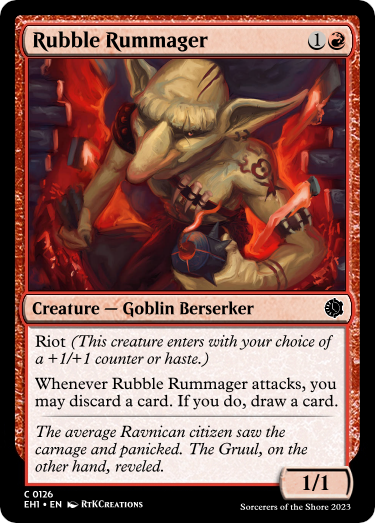 Rubble Rummager 1
Creature — Goblin Berserker
Riot (This creature enters with your choice of
a +1/+1 counter or haste.)
Whenever Rubble Rummager attacks, you
may discard a card. If you do, draw a card.
The average Ravnican citizen saw the
carnage and panicked. The Gruul, on the
other hand, reveled.
1/1
C 0126
EH1 • EN RtKCreations
Sorcerers of the Shore 2023